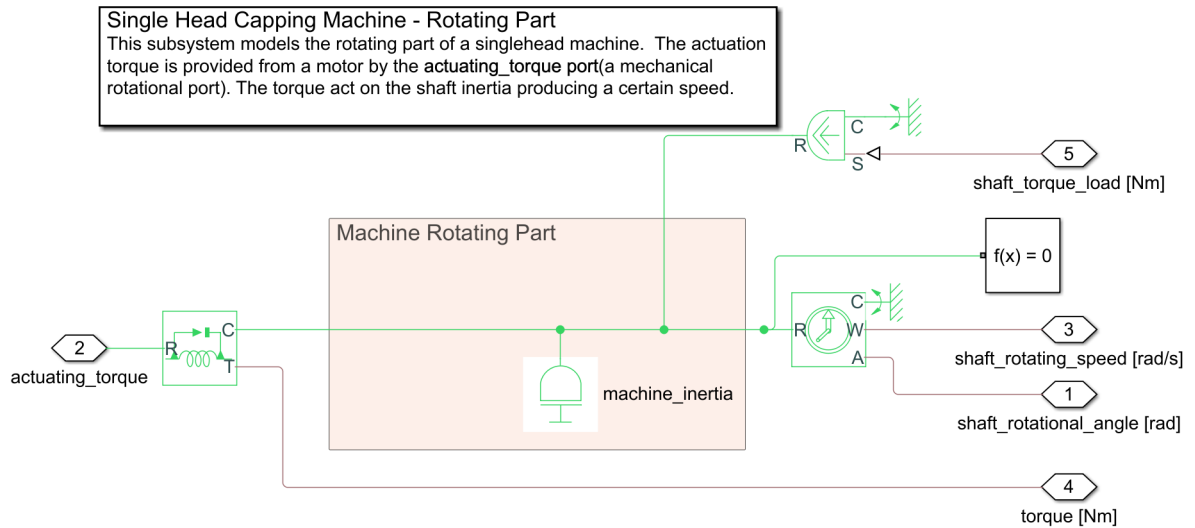 Single Head Capping Machine - Rotating Part
This subsystem models the rotating part of a singlehead machine. The actuation
torque is provided from a motor by the actuating_torque port(a mechanical
rotational port). The torque act on the shaft inertia producing a certain speed.
C
R
S
5
shaft_torque_load [Nm]
Machine Rotating Part
f(x) = 0
C
R
W
A
3
shaft_rotating_speed [rad/s]
1
shaft_rotational_angle [rad]
2
actuating_torque
R
C
T
machine_inertia
4
torque [Nm]